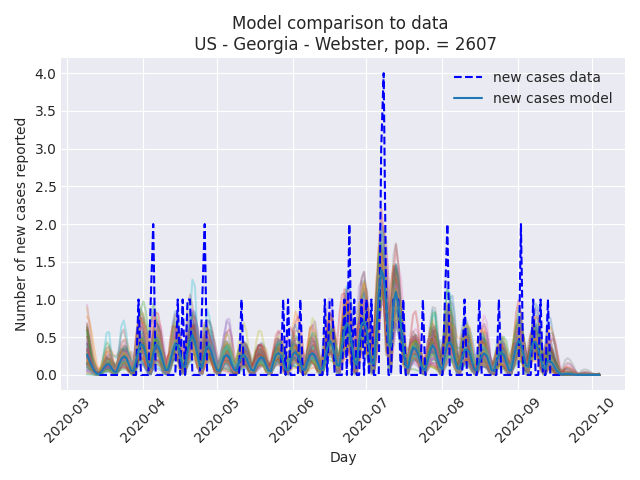 Model comparison to data
US - Georgia - Webster, pop. = 2607
new cases data
new cases model
Number of new cases reported
4.0
3.5
3.0
2.5
2.0
1.5
1.0
0.5
0.0
2020-03
2020-04
2020-05
2020-06
2020-07
2020-08
2020-09
2020-10
Day